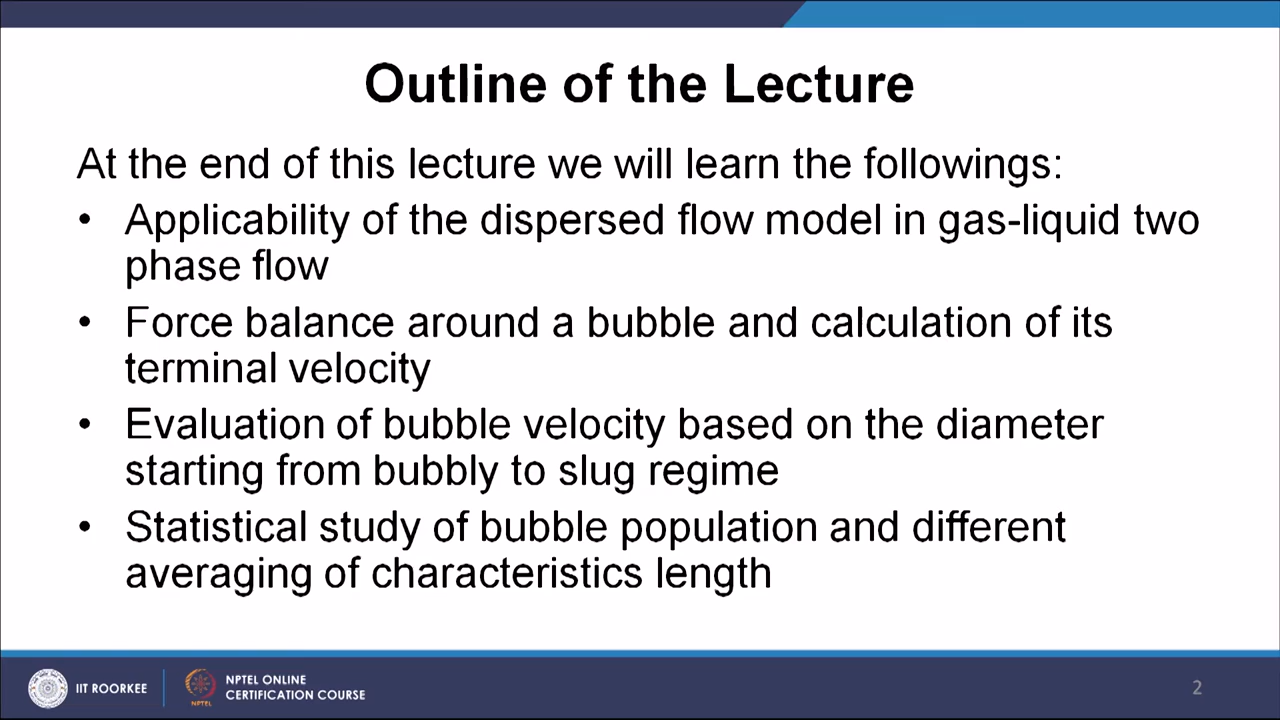 Outline of the Lecture
At the end of this lecture we will learn the followings:
• Applicability of the dispersed flow model in gas-liquid two
phase flow
• Force balance around a bubble and calculation of its
terminal velocity
• Evaluation of bubble velocity based on the diameter
starting from bubbly to slug regime
• Statistical study of bubble population and different
averaging of characteristics length
IIT ROORKEE
NPTEL
NPTEL ONLINE
CERTIFICATION COURSE
2